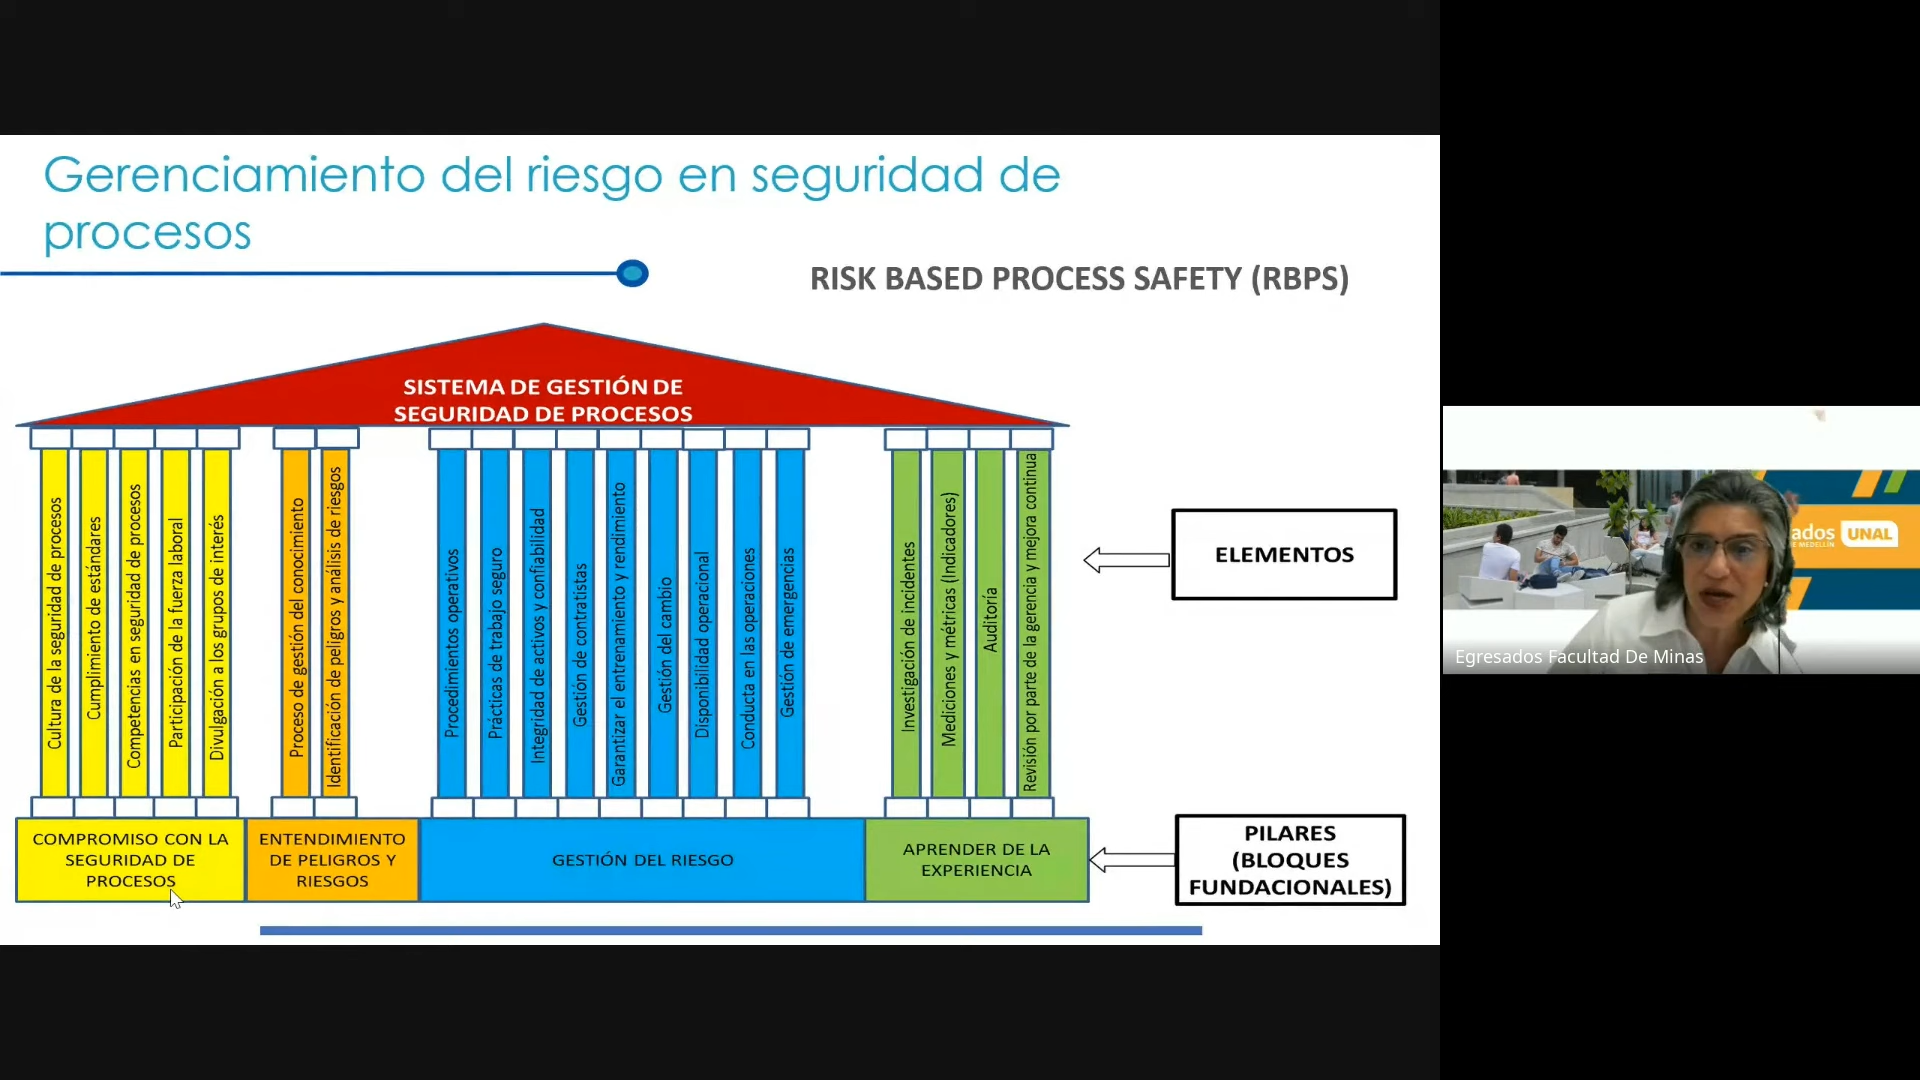 Gerenciamiento del riesgo en seguridad de
procesos
RISK BASED PROCESS SAFETY (RBPS)
SISTEMA DE GESTIÓN DE
SEGURIDAD DE PROCESOS
Cultura de la seguridad de procesos
Cumplimiento de estándares
Competencias en seguridad de procesos
Participación de la fuerza laboral
Divulgación a los grupos de interés
Proceso de gestión del conocimiento
Identificación de peligros y análisis de riesgos
Procedimientos operativos
Prácticas de trabajo seguro
Integridad de activos y confiabilidad
Gestión de contratistas
Garantizar el entrenamiento y rendimiento
Gestión del cambio
Disponibilidad operacional
Conducta en las operaciones
Gestión de emergencias
Investigación de incidentes
Mediciones y métricas (Indicadores)
Auditoría
Revisión por parte de la gerencia y mejora continua
ELEMENTOS
COMPROMISO CON LA
SEGURIDAD DE
PROCESOS
ENTENDIMIENTO
DE PELIGROS Y
RIESGOS
GESTIÓN DEL RIESGO
APRENDER DE LA
EXPERIENCIA
PILARES
(BLOQUES
FUNDACIONALES)
ados UNAL
DE MEDELLÍN
Egresados Facultad De Minas